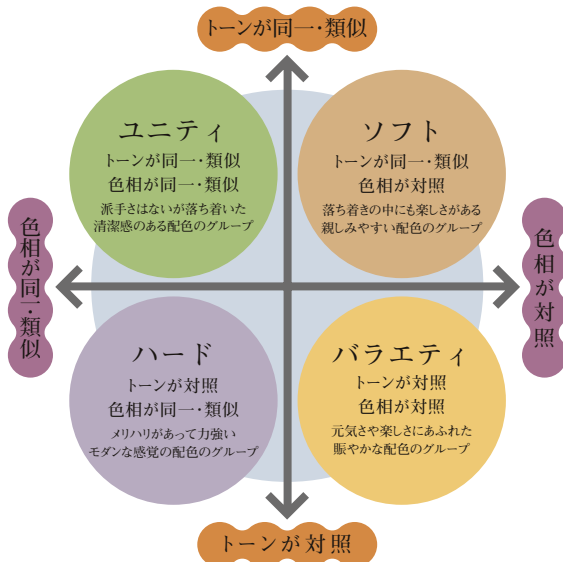 トーンが同一・類似
ユニティ
トーンが同一・類似
色相が同一・類似
派手さはないが落ち着いた
清潔感のある配色のグループ
ソフト
トーンが同一・類似
色相が対照
落ち着きの中にも楽しさがある
親しみやすい配色のグループ
色相が同一・類似
色相が対照
ハード
トーンが対照
色相が同一・類似
メリハリがあって力強い
モダンな感覚の配色のグループ
バラエティ
トーンが対照
色相が対照
元気さや楽しさにあふれた
賑やかな配色のグループ
トーンが対照